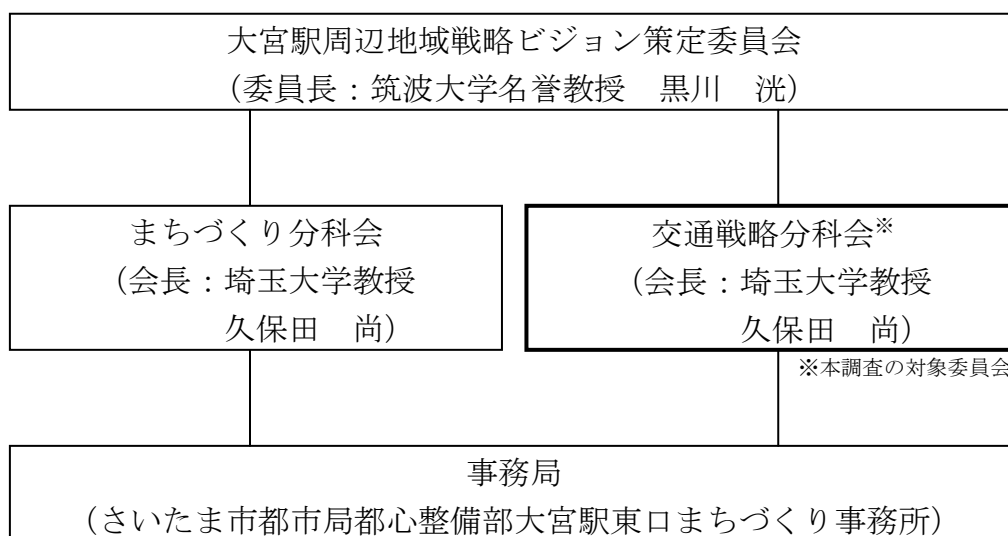 大宮駅周辺地域戦略ビジョン策定委員会
(委員長:筑波大学名誉教授　黒川　洸)
まちづくり分科会
(会長:埼玉大学教授
久保田　尚)
交通戦略分科会※
(会長:埼玉大学教授
久保田　尚)
※本調査の対象委員会
事務局
(さいたま市都市局都心整備部大宮駅東口まちづくり事務所)